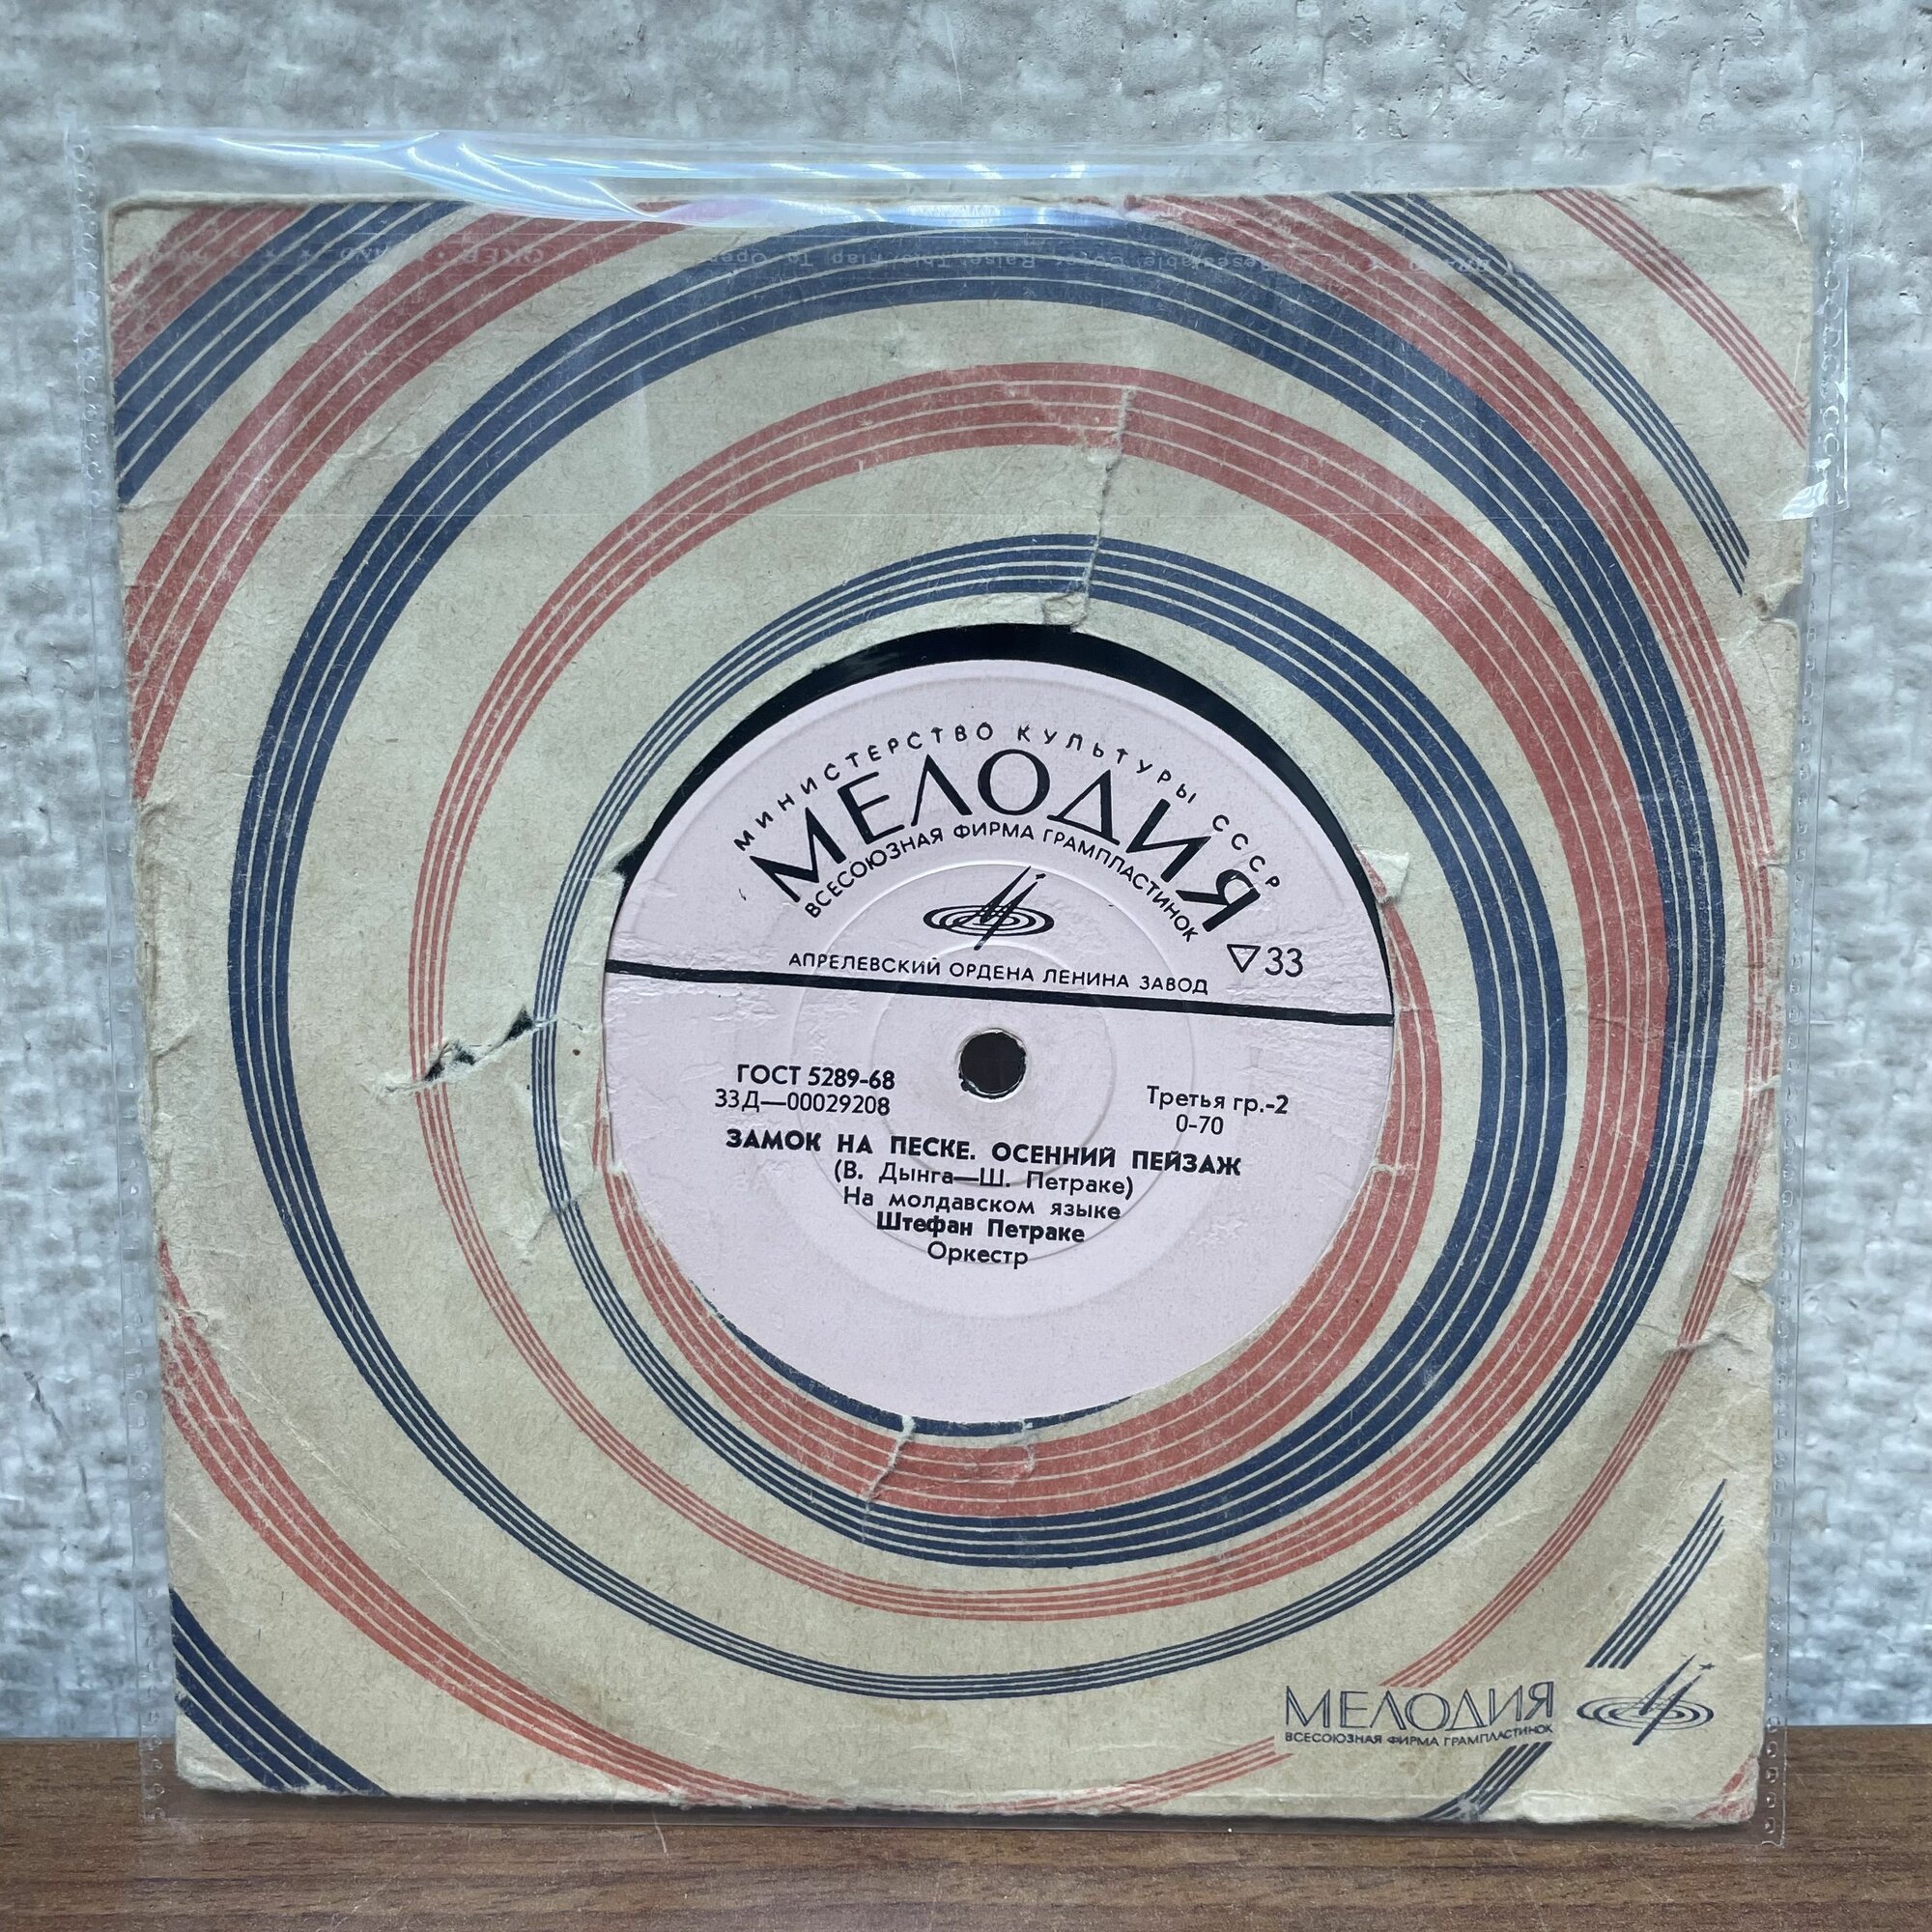 МИНИСТЕРСТВО КУЛЬТУРЫ СССР
МЕЛОДИЯ
ВСЕСОЮЗНАЯ ФИРМА ГРАМПЛАСТИНОК
▽33
АПРЕЛЕВСКИЙ ОРДЕНА ЛЕНИНА ЗАВОД
ГОСТ 5289-68
33Д—00029208
Третья гр.-2
0-70
ЗАМОК НА ПЕСКЕ. ОСЕННИЙ ПЕЙЗАЖ
(В. Дынга—Ш. Петраке)
На молдавском языке
Штефан Петраке
Оркестр
МЕЛОДИЯ
ВСЕСОЮЗНАЯ ФИРМА ГРАМПЛАСТИНОК